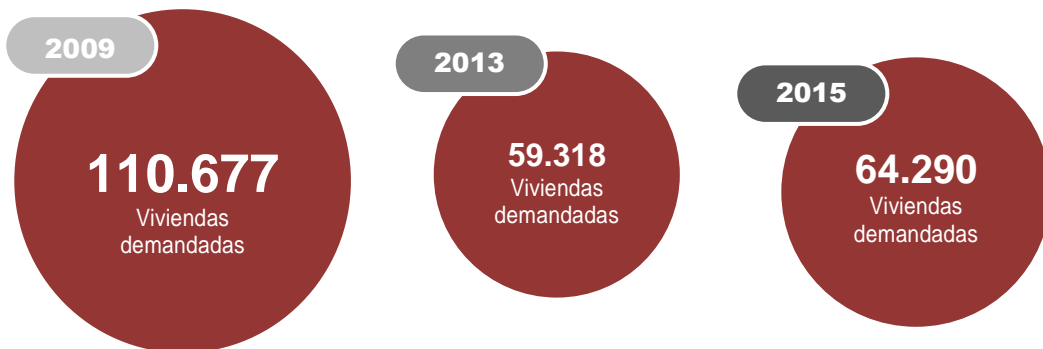 2009
110.677
Viviendas
demandadas
2013
59.318
Viviendas
demandadas
2015
64.290
Viviendas
demandadas